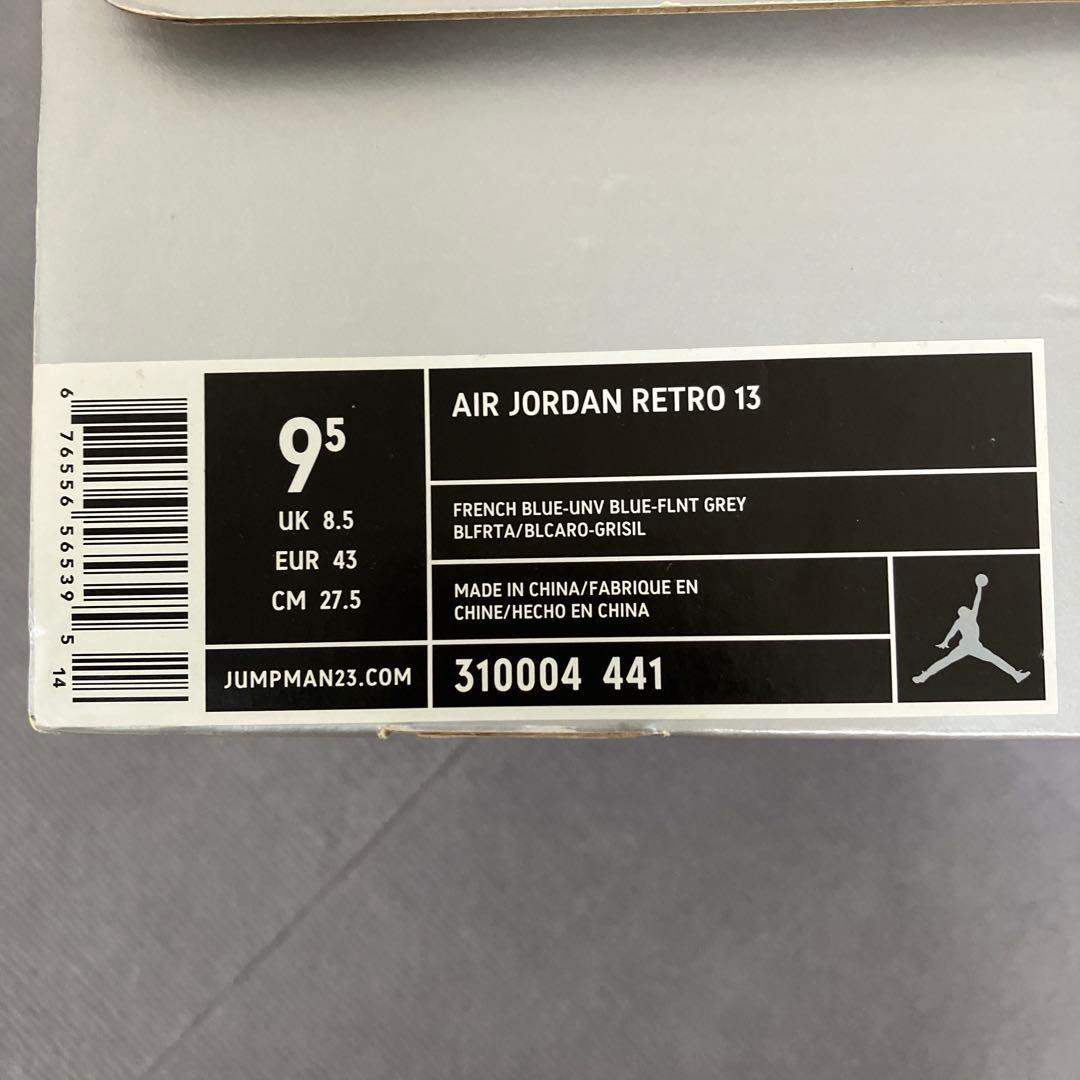 6 76556 56539 5 14
9⁵
UK 8.5
EUR 43
CM 27.5
JUMPMAN23.COM
AIR JORDAN RETRO 13
FRENCH BLUE-UNV BLUE-FLNT GREY
BLFRTA/BLCARO-GRISIL
MADE IN CHINA/FABRIQUE EN
CHINE/HECHO EN CHINA
310004 441